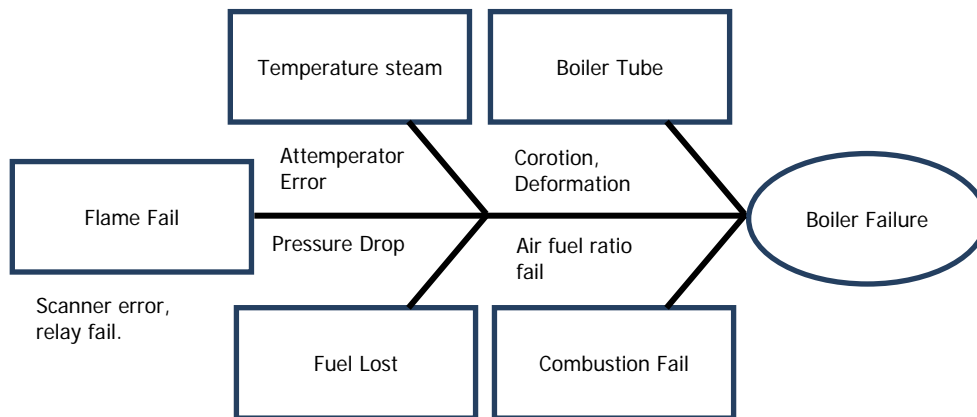 Temperature steam
Boiler Tube
Attemperator
Error
Corotion,
Deformation
Flame Fail
Boiler Failure
Pressure Drop
Air fuel ratio
fail
Scanner error,
relay fail.
Fuel Lost
Combustion Fail